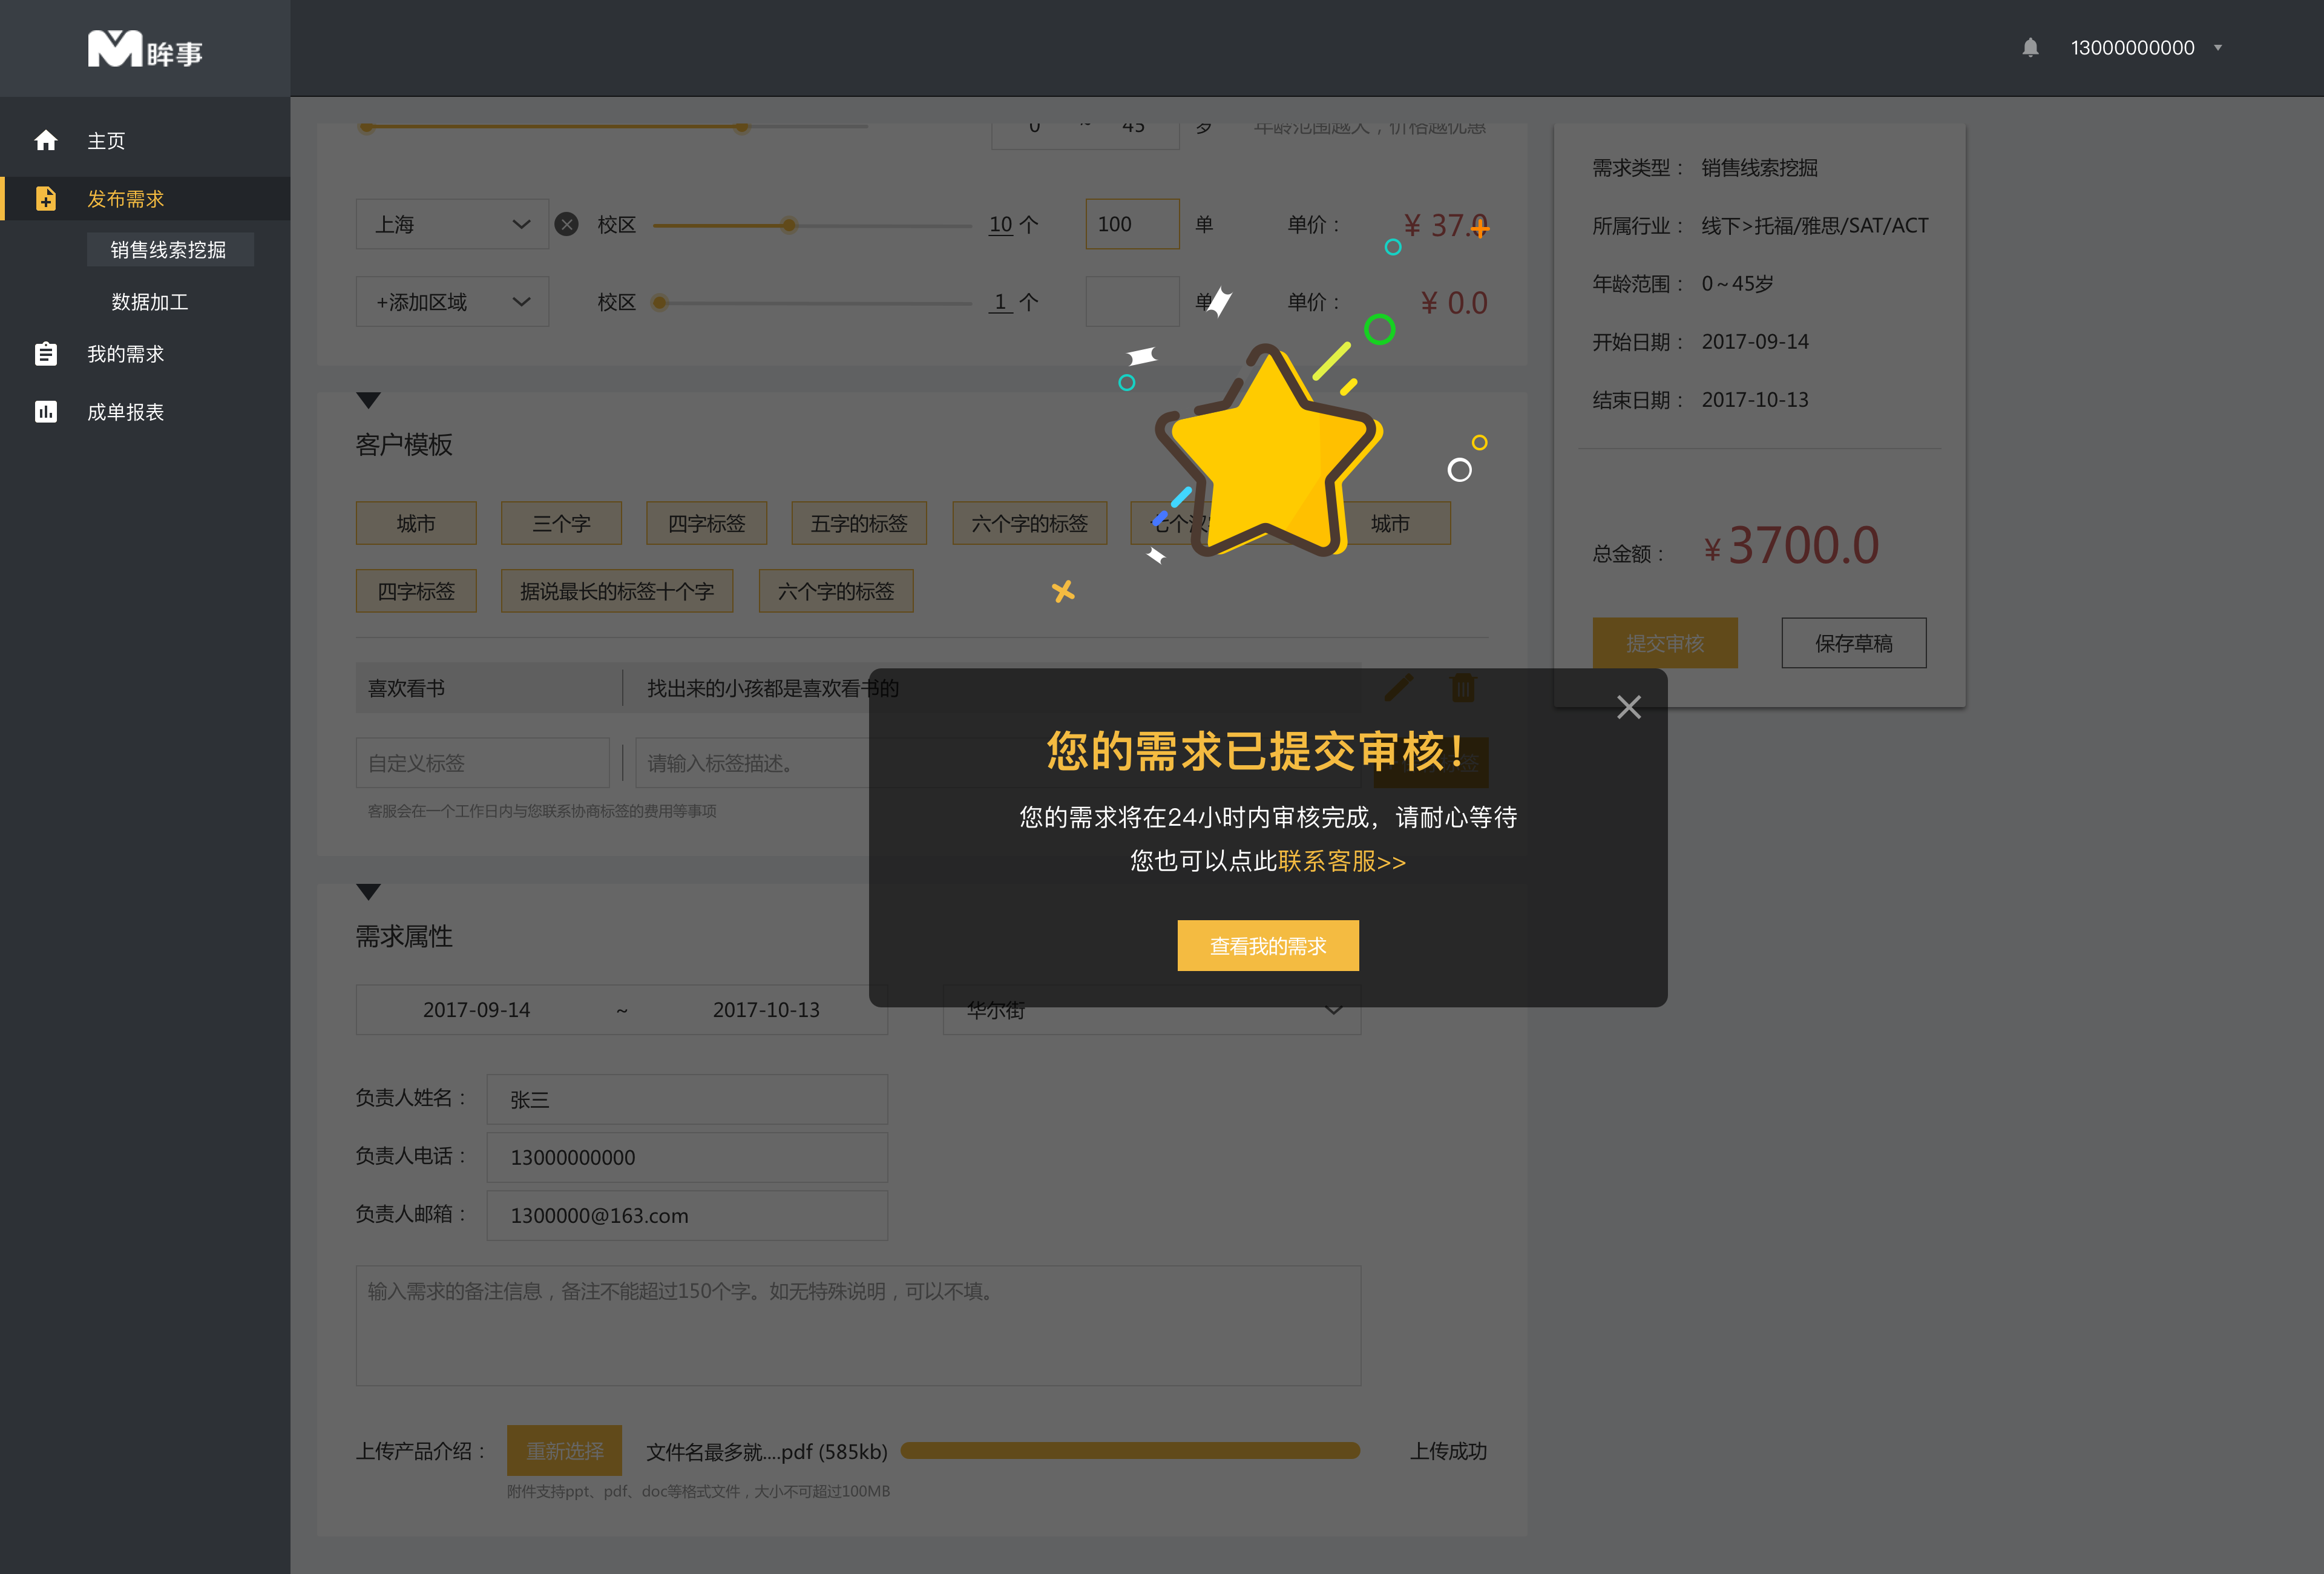 眸事
13000000000
主页
发布需求
销售线索挖掘
数据加工
我的需求
成单报表
0 ~ 45 岁 年龄范围越大，价格越优惠
上海 校区 10 个 100 单 单价： ¥ 37.0
+添加区域 校区 1 个 单 单价： ¥ 0.0
客户模板
城市 三个字 四字标签 五字的标签 六个字的标签 七个汉 城市
四字标签 据说最长的标签十个字 六个字的标签
喜欢看书 找出来的小孩都是喜欢看书的
自定义标签 请输入标签描述。
客服会在一个工作日内与您联系协商标签的费用等事项
需求属性
2017-09-14 ~ 2017-10-13 华尔街
负责人姓名： 张三
负责人电话： 13000000000
负责人邮箱： 1300000@163.com
输入需求的备注信息，备注不能超过150个字。如无特殊说明，可以不填。
上传产品介绍： 重新选择 文件名最多就....pdf (585kb) 上传成功
附件支持ppt、pdf、doc等格式文件，大小不可超过100MB
需求类型： 销售线索挖掘
所属行业： 线下>托福/雅思/SAT/ACT
年龄范围： 0～45岁
开始日期： 2017-09-14
结束日期： 2017-10-13
总金额： ¥3700.0
提交审核 保存草稿
您的需求已提交审核！
您的需求将在24小时内审核完成，请耐心等待
您也可以点此联系客服>>
查看我的需求